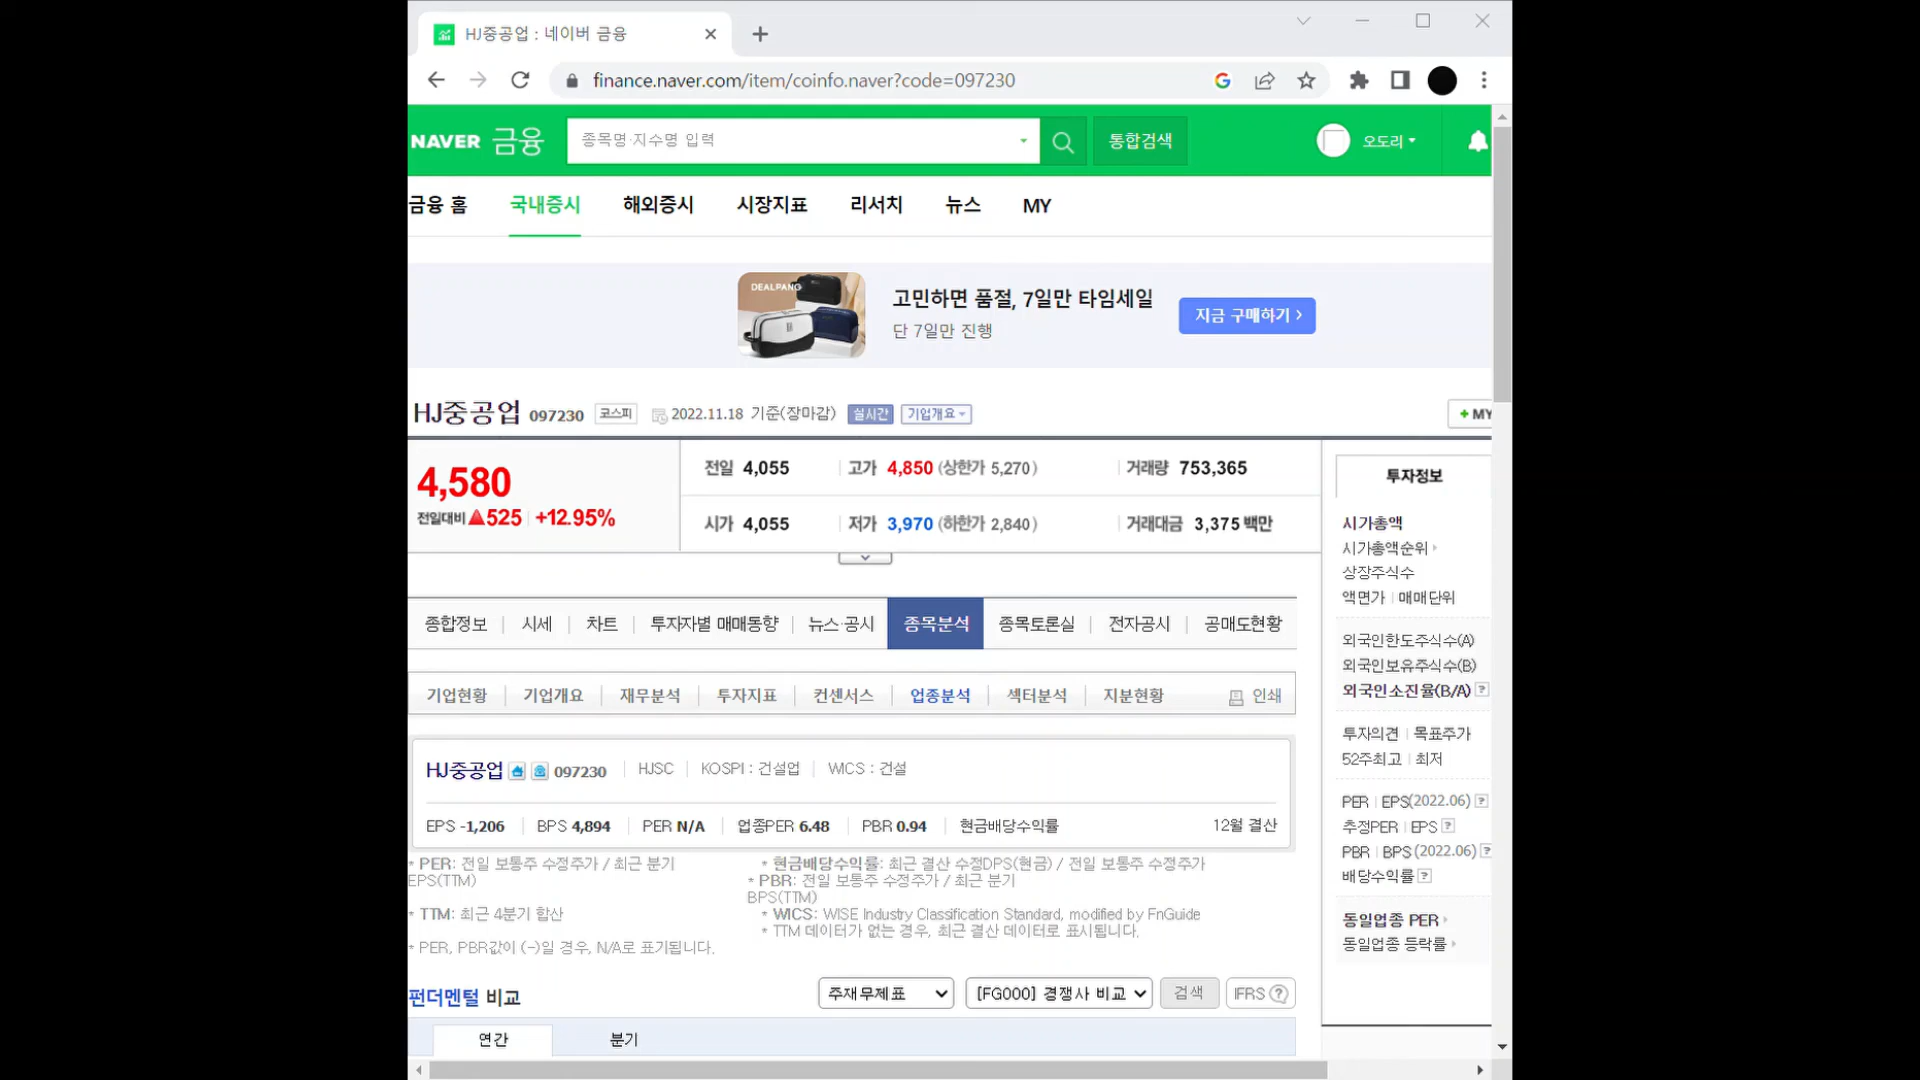 HJ중공업 : 네이버 금융
finance.naver.com/item/coinfo.naver?code=097230
NAVER 금융 종목명·지수명 입력 통합검색 오도리
금융 홈 국내증시 해외증시 시장지표 리서치 뉴스 MY
DEALPANG
고민하면 품절, 7일만 타임세일
단 7일만 진행
지금 구매하기 >
HJ중공업 097230 코스피 2022.11.18 기준(장마감) 실시간 기업개요 + MY
4,580
전일대비 ▲525 +12.95%
전일 4,055 고가 4,850 (상한가 5,270) 거래량 753,365
시가 4,055 저가 3,970 (하한가 2,840) 거래대금 3,375 백만
종합정보 시세 차트 투자자별 매매동향 뉴스·공시 종목분석 종목토론실 전자공시 공매도현황
기업현황 기업개요 재무분석 투자지표 컨센서스 업종분석 섹터분석 지분현황 인쇄
HJ중공업 097230 HJSC KOSPI : 건설업 WICS : 건설
EPS -1,206 BPS 4,894 PER N/A 업종PER 6.48 PBR 0.94 현금배당수익률 12월 결산
* PER: 전일 보통주 수정주가 / 최근 분기
EPS(TTM)
* 현금배당수익률: 최근 결산 수정DPS(현금) / 전일 보통주 수정주가
* PBR: 전일 보통주 수정주가 / 최근 분기
BPS(TTM)
* TTM: 최근 4분기 합산
* WICS: WISE Industry Classification Standard, modified by FnGuide
* TTM 데이터가 없는 경우, 최근 결산 데이터로 표시됩니다.
* PER, PBR값이 (-)일 경우, N/A로 표기됩니다.
펀더멘털 비교 주재무제표 [FG000] 경쟁사 비교 검색 IFRS ?
연간 분기
투자정보
시가총액
시가총액순위
상장주식수
액면가 매매단위
외국인한도주식수(A)
외국인보유주식수(B)
외국인소진율(B/A) ?
투자의견 목표주가
52주최고 최저
PER EPS(2022.06) ?
추정PER EPS ?
PBR BPS(2022.06) ?
배당수익률 ?
동일업종 PER
동일업종 등락률